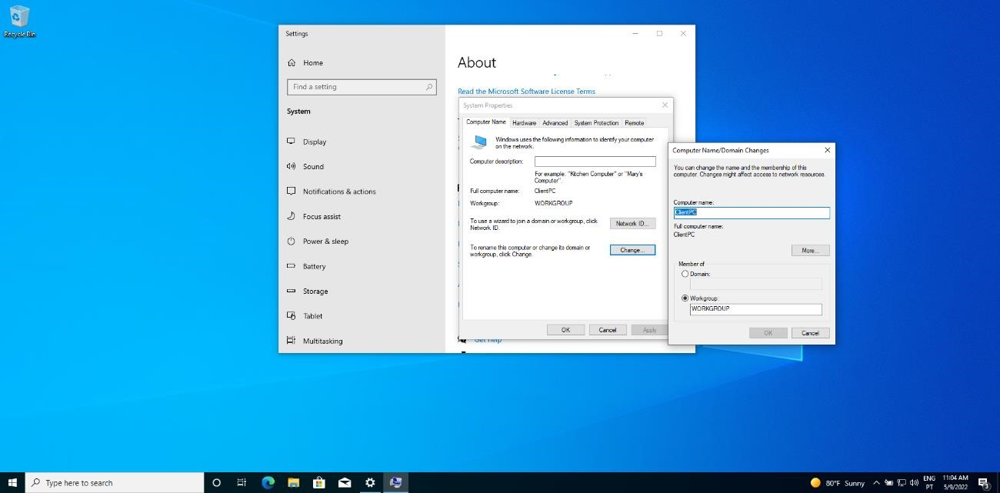 Recycle Bin
Settings
Home
Find a setting
System
Display
Sound
Notifications & actions
Focus assist
Power & sleep
Battery
Storage
Tablet
Multitasking
About
Read the Microsoft Software License Terms
Get help
System Properties
Computer Name Hardware Advanced System Protection Remote
Windows uses the following information to identify your computer
on the network.
Computer description:
For example: "Kitchen Computer" or "Mary's
Computer".
Full computer name: ClientPC
Workgroup: WORKGROUP
To use a wizard to join a domain or workgroup, click
Network ID.
Network ID...
To rename this computer or change its domain or
workgroup, click Change.
Change...
OK Cancel Apply
Computer Name/Domain Changes
You can change the name and the membership of this
computer. Changes might affect access to network resources.
Computer name:
ClientPC
Full computer name:
ClientPC
More...
Member of
Domain:
Workgroup:
WORKGROUP
OK Cancel
Type here to search
80°F Sunny
ENG
PT
11:04 AM
5/9/2022
3